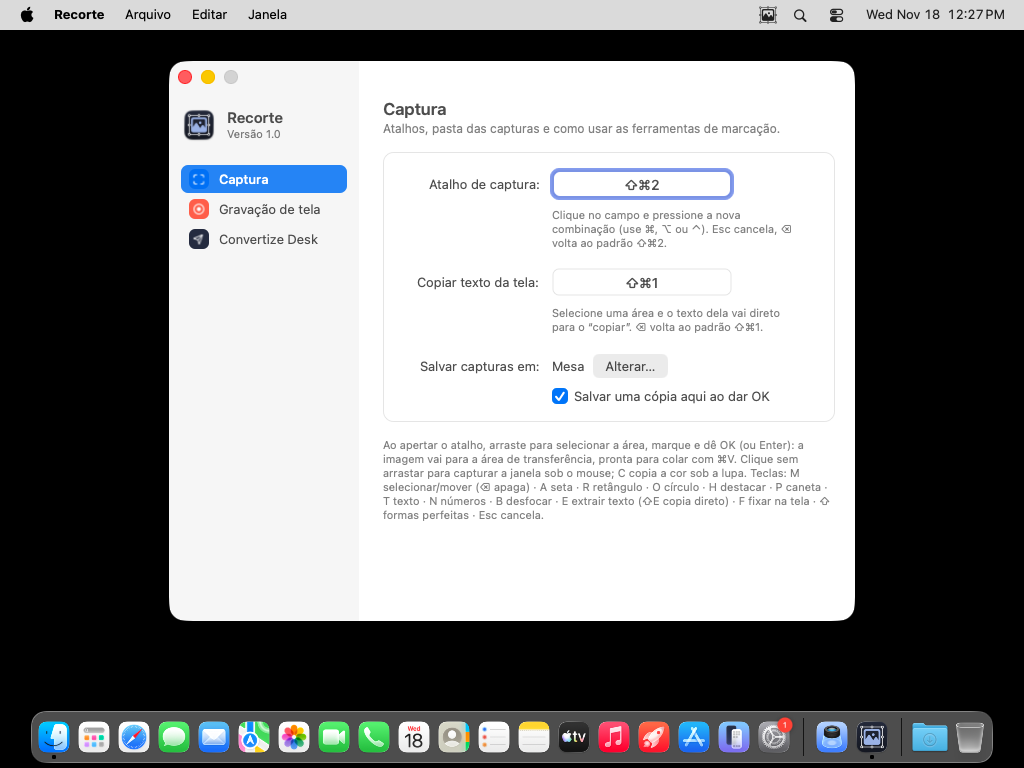 Recorte Arquivo Editar Janela Wed Nov 18 12:27 PM
Recorte
Versão 1.0
Captura
Gravação de tela
Convertize Desk
Captura
Atalhos, pasta das capturas e como usar as ferramentas de marcação.
Atalho de captura: ⇧⌘2
Clique no campo e pressione a nova
combinação (use ⌘, ⌥ ou ^). Esc cancela, ⌫
volta ao padrão ⇧⌘2.
Copiar texto da tela: ⇧⌘1
Selecione uma área e o texto dela vai direto
para o “copiar”. ⌫ volta ao padrão ⇧⌘1.
Salvar capturas em: Mesa Alterar...
Salvar uma cópia aqui ao dar OK
Ao apertar o atalho, arraste para selecionar a área, marque e dê OK (ou Enter): a
imagem vai para a área de transferência, pronta para colar com ⌘V. Clique sem
arrastar para capturar a janela sob o mouse; C copia a cor sob a lupa. Teclas: M
selecionar/mover (⌫ apaga) · A seta · R retângulo · O círculo · H destacar · P caneta ·
T texto · N números · B desfocar · E extrair texto (⇧E copia direto) · F fixar na tela · ⇧
formas perfeitas · Esc cancela.
Wed
18
tv
1